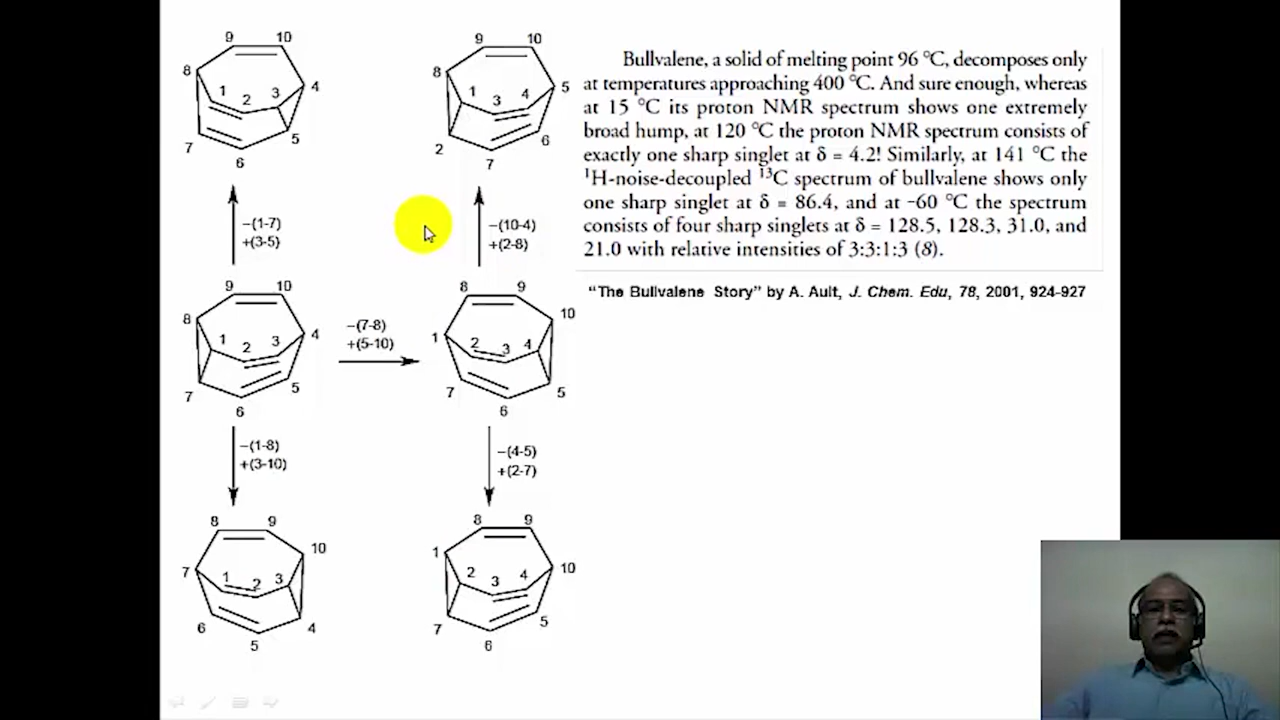 9 10
8 4
1 2 3
7 5
6
9 10
8 5
1 3 4
2 6
7
Bullvalene, a solid of melting point 96 °C, decomposes only
at temperatures approaching 400 °C. And sure enough, whereas
at 15 °C its proton NMR spectrum shows one extremely
broad hump, at 120 °C the proton NMR spectrum consists of
exactly one sharp singlet at δ = 4.2! Similarly, at 141 °C the
¹H-noise-decoupled ¹³C spectrum of bullvalene shows only
one sharp singlet at δ = 86.4, and at -60 °C the spectrum
consists of four sharp singlets at δ = 128.5, 128.3, 31.0, and
21.0 with relative intensities of 3:3:1:3 (8).
"The Bullvalene Story" by A. Ault, J. Chem. Edu, 78, 2001, 924-927
−(1-7)
+(3-5)
−(10-4)
+(2-8)
9 10
8 4
1 2 3
7 5
6
−(7-8)
+(5-10)
8 9
10
1 2 3 4
7 5
6
−(1-8)
+(3-10)
−(4-5)
+(2-7)
8 9
10
7 1 2 3
6 4
5
8 9
1 10
2 3 4
7 5
6